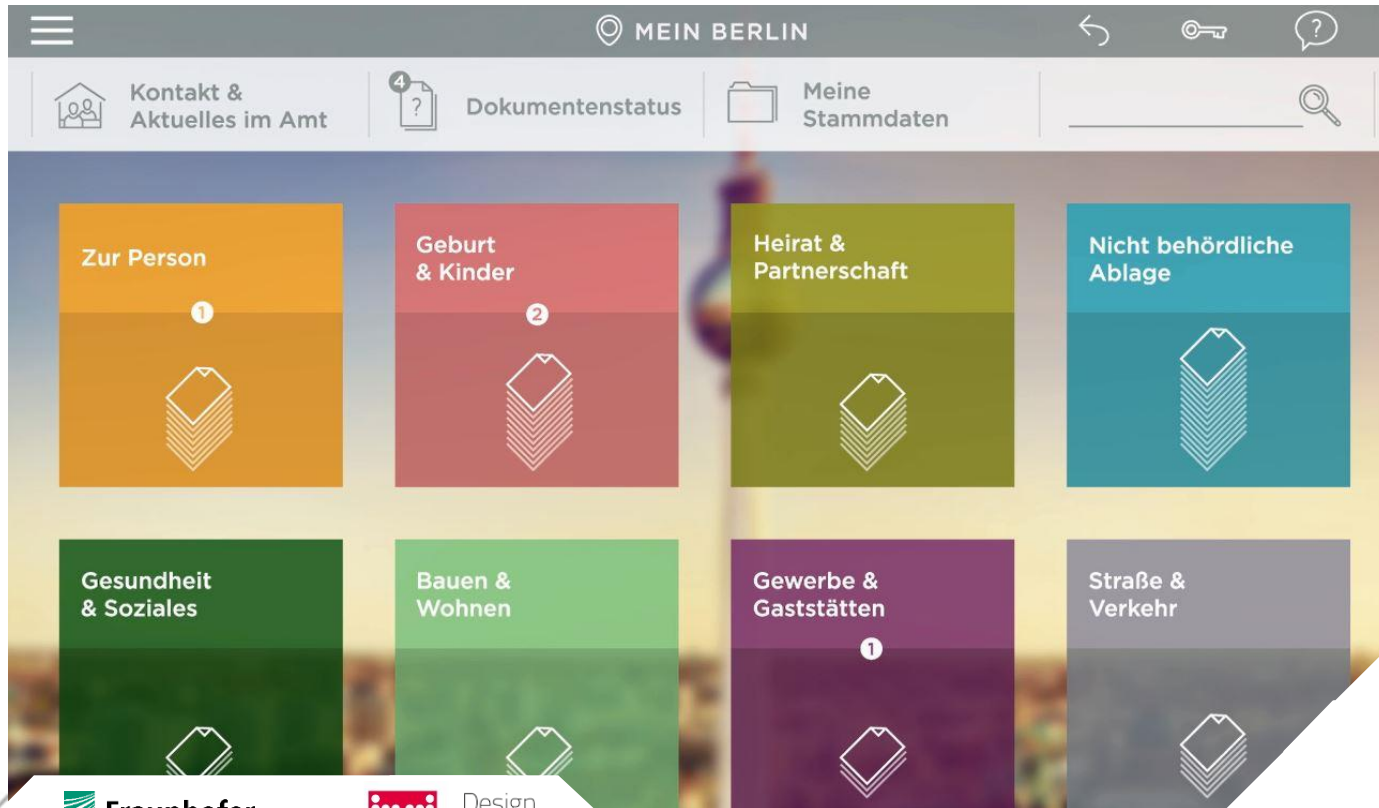 MEIN BERLIN
?
Kontakt &
Aktuelles im Amt
4
?
Dokumentenstatus
Meine
Stammdaten
Zur Person
1
Geburt
& Kinder
2
Heirat &
Partnerschaft
Nicht behördliche
Ablage
Gesundheit
& Soziales
Bauen &
Wohnen
Gewerbe &
Gaststätten
1
Straße &
Verkehr
Fraunhofer
Design